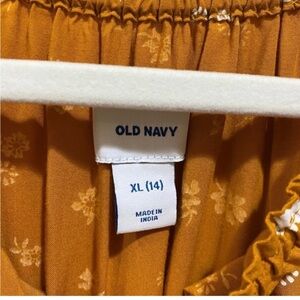 OLD NAVY
XL (14)
MADE IN
INDIA